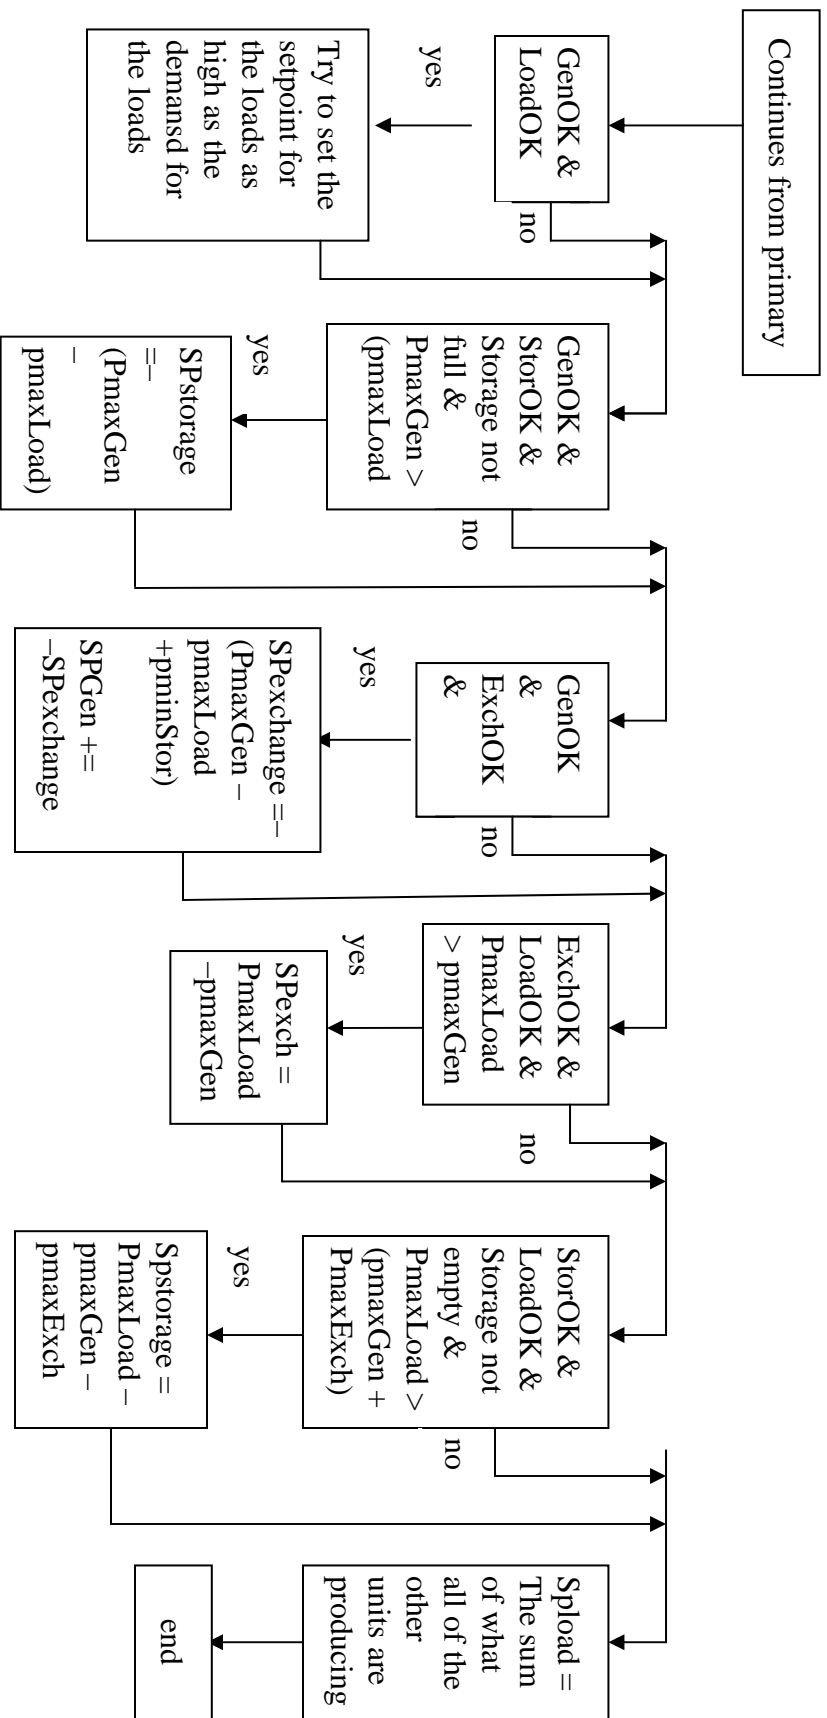 Continues from primary
GenOK &
LoadOK
yes
no
Try to set the
setpoint for
the loads as
high as the
demansd for
the loads
GenOK &
StorOK &
Storage not
full &
PmaxGen >
(pmaxLoad
yes
no
SPstorage
=–
(PmaxGen
–
pmaxLoad)
GenOK
&
ExchOK
&
yes
no
SPexchange =–
(PmaxGen –
pmaxLoad
+pminStor)
SPGen +=
–SPexchange
ExchOK &
LoadOK &
PmaxLoad
> pmaxGen
yes
no
SPexch =
PmaxLoad
–pmaxGen
StorOK &
LoadOK &
Storage not
empty &
PmaxLoad >
(pmaxGen +
PmaxExch)
yes
no
Spstorage =
PmaxLoad –
pmaxGen –
pmaxExch
Spload =
The sum
of what
all of the
other
units are
producing
end